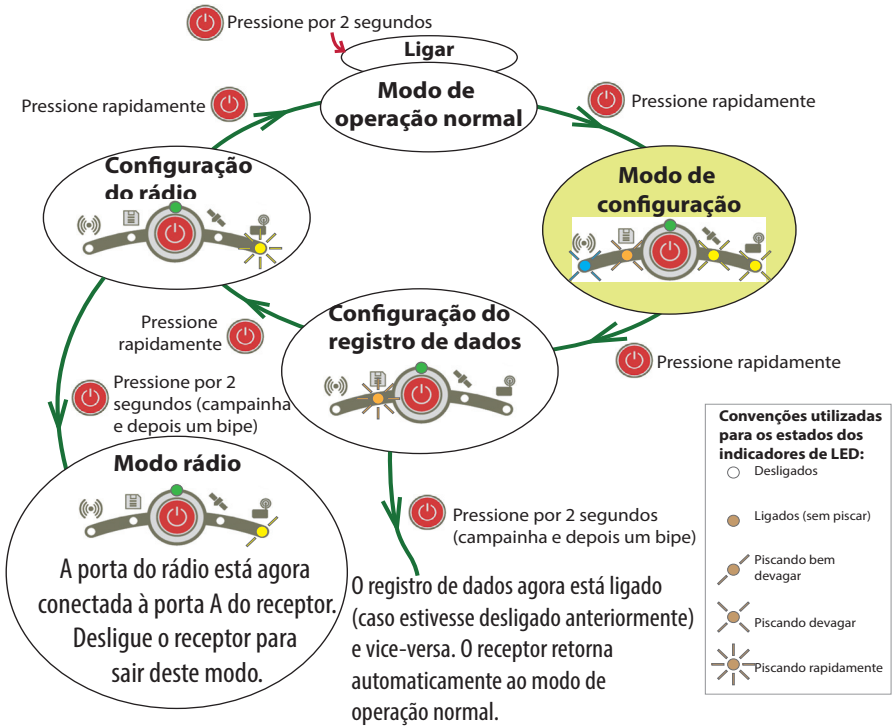 Pressione por 2 segundos
Ligar
Modo de
operação normal
Pressione rapidamente
Pressione rapidamente
Configuração
do rádio
Modo de
configuração
Configuração do
registro de dados
Pressione
rapidamente
Pressione rapidamente
Pressione por 2
segundos (campainha
e depois um bipe)
Modo rádio
A porta do rádio está agora
conectada à porta A do receptor.
Desligue o receptor para
sair deste modo.
Pressione por 2 segundos
(campainha e depois um bipe)
O registro de dados agora está ligado
(caso estivesse desligado anteriormente)
e vice-versa. O receptor retorna
automaticamente ao modo de
operação normal.
Convenções utilizadas
para os estados dos
indicadores de LED:
Desligados
Ligados (sem piscar)
Piscando bem
devagar
Piscando devagar
Piscando rapidamente